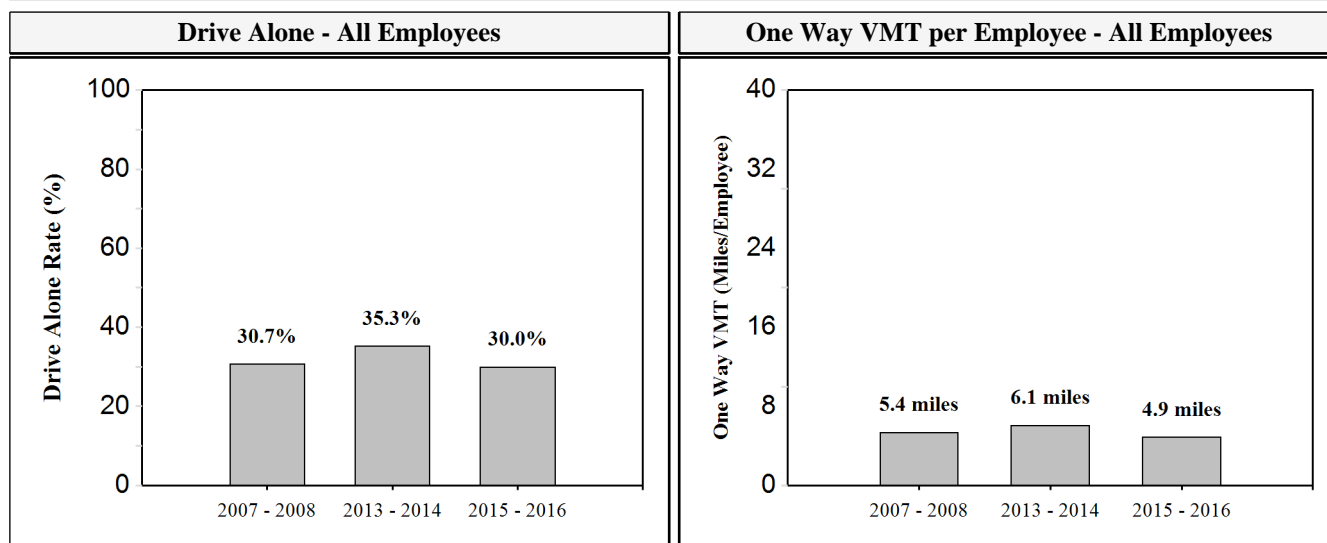 Drive Alone - All Employees
Drive Alone Rate (%)
100
80
60
40
20
0
30.7%
35.3%
30.0%
2007 - 2008
2013 - 2014
2015 - 2016
One Way VMT per Employee - All Employees
One Way VMT (Miles/Employee)
40
32
24
16
8
0
5.4 miles
6.1 miles
4.9 miles
2007 - 2008
2013 - 2014
2015 - 2016